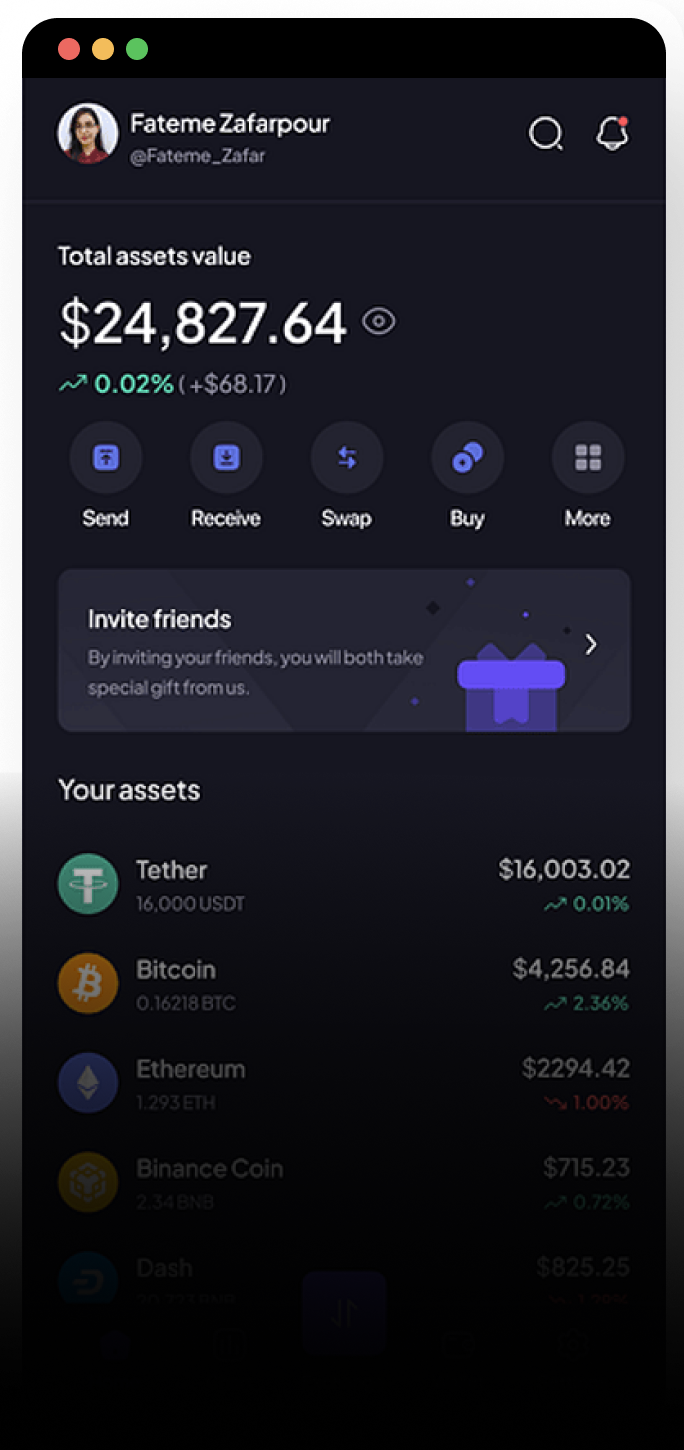 Fateme Zafarpour
@Fateme_Zafar
Total assets value
$24,827.64
0.02% (+$68.17)
Send Receive Swap Buy More
Invite friends
By inviting your friends, you will both take
special gift from us.
Your assets
Tether $16,003.02
16,000 USDT 0.01%
Bitcoin $4,256.84
0.16218 BTC 2.36%
Ethereum $2294.42
1.293 ETH 1.00%
Binance Coin $715.23
2.34 BNB 0.72%
Dash $825.25